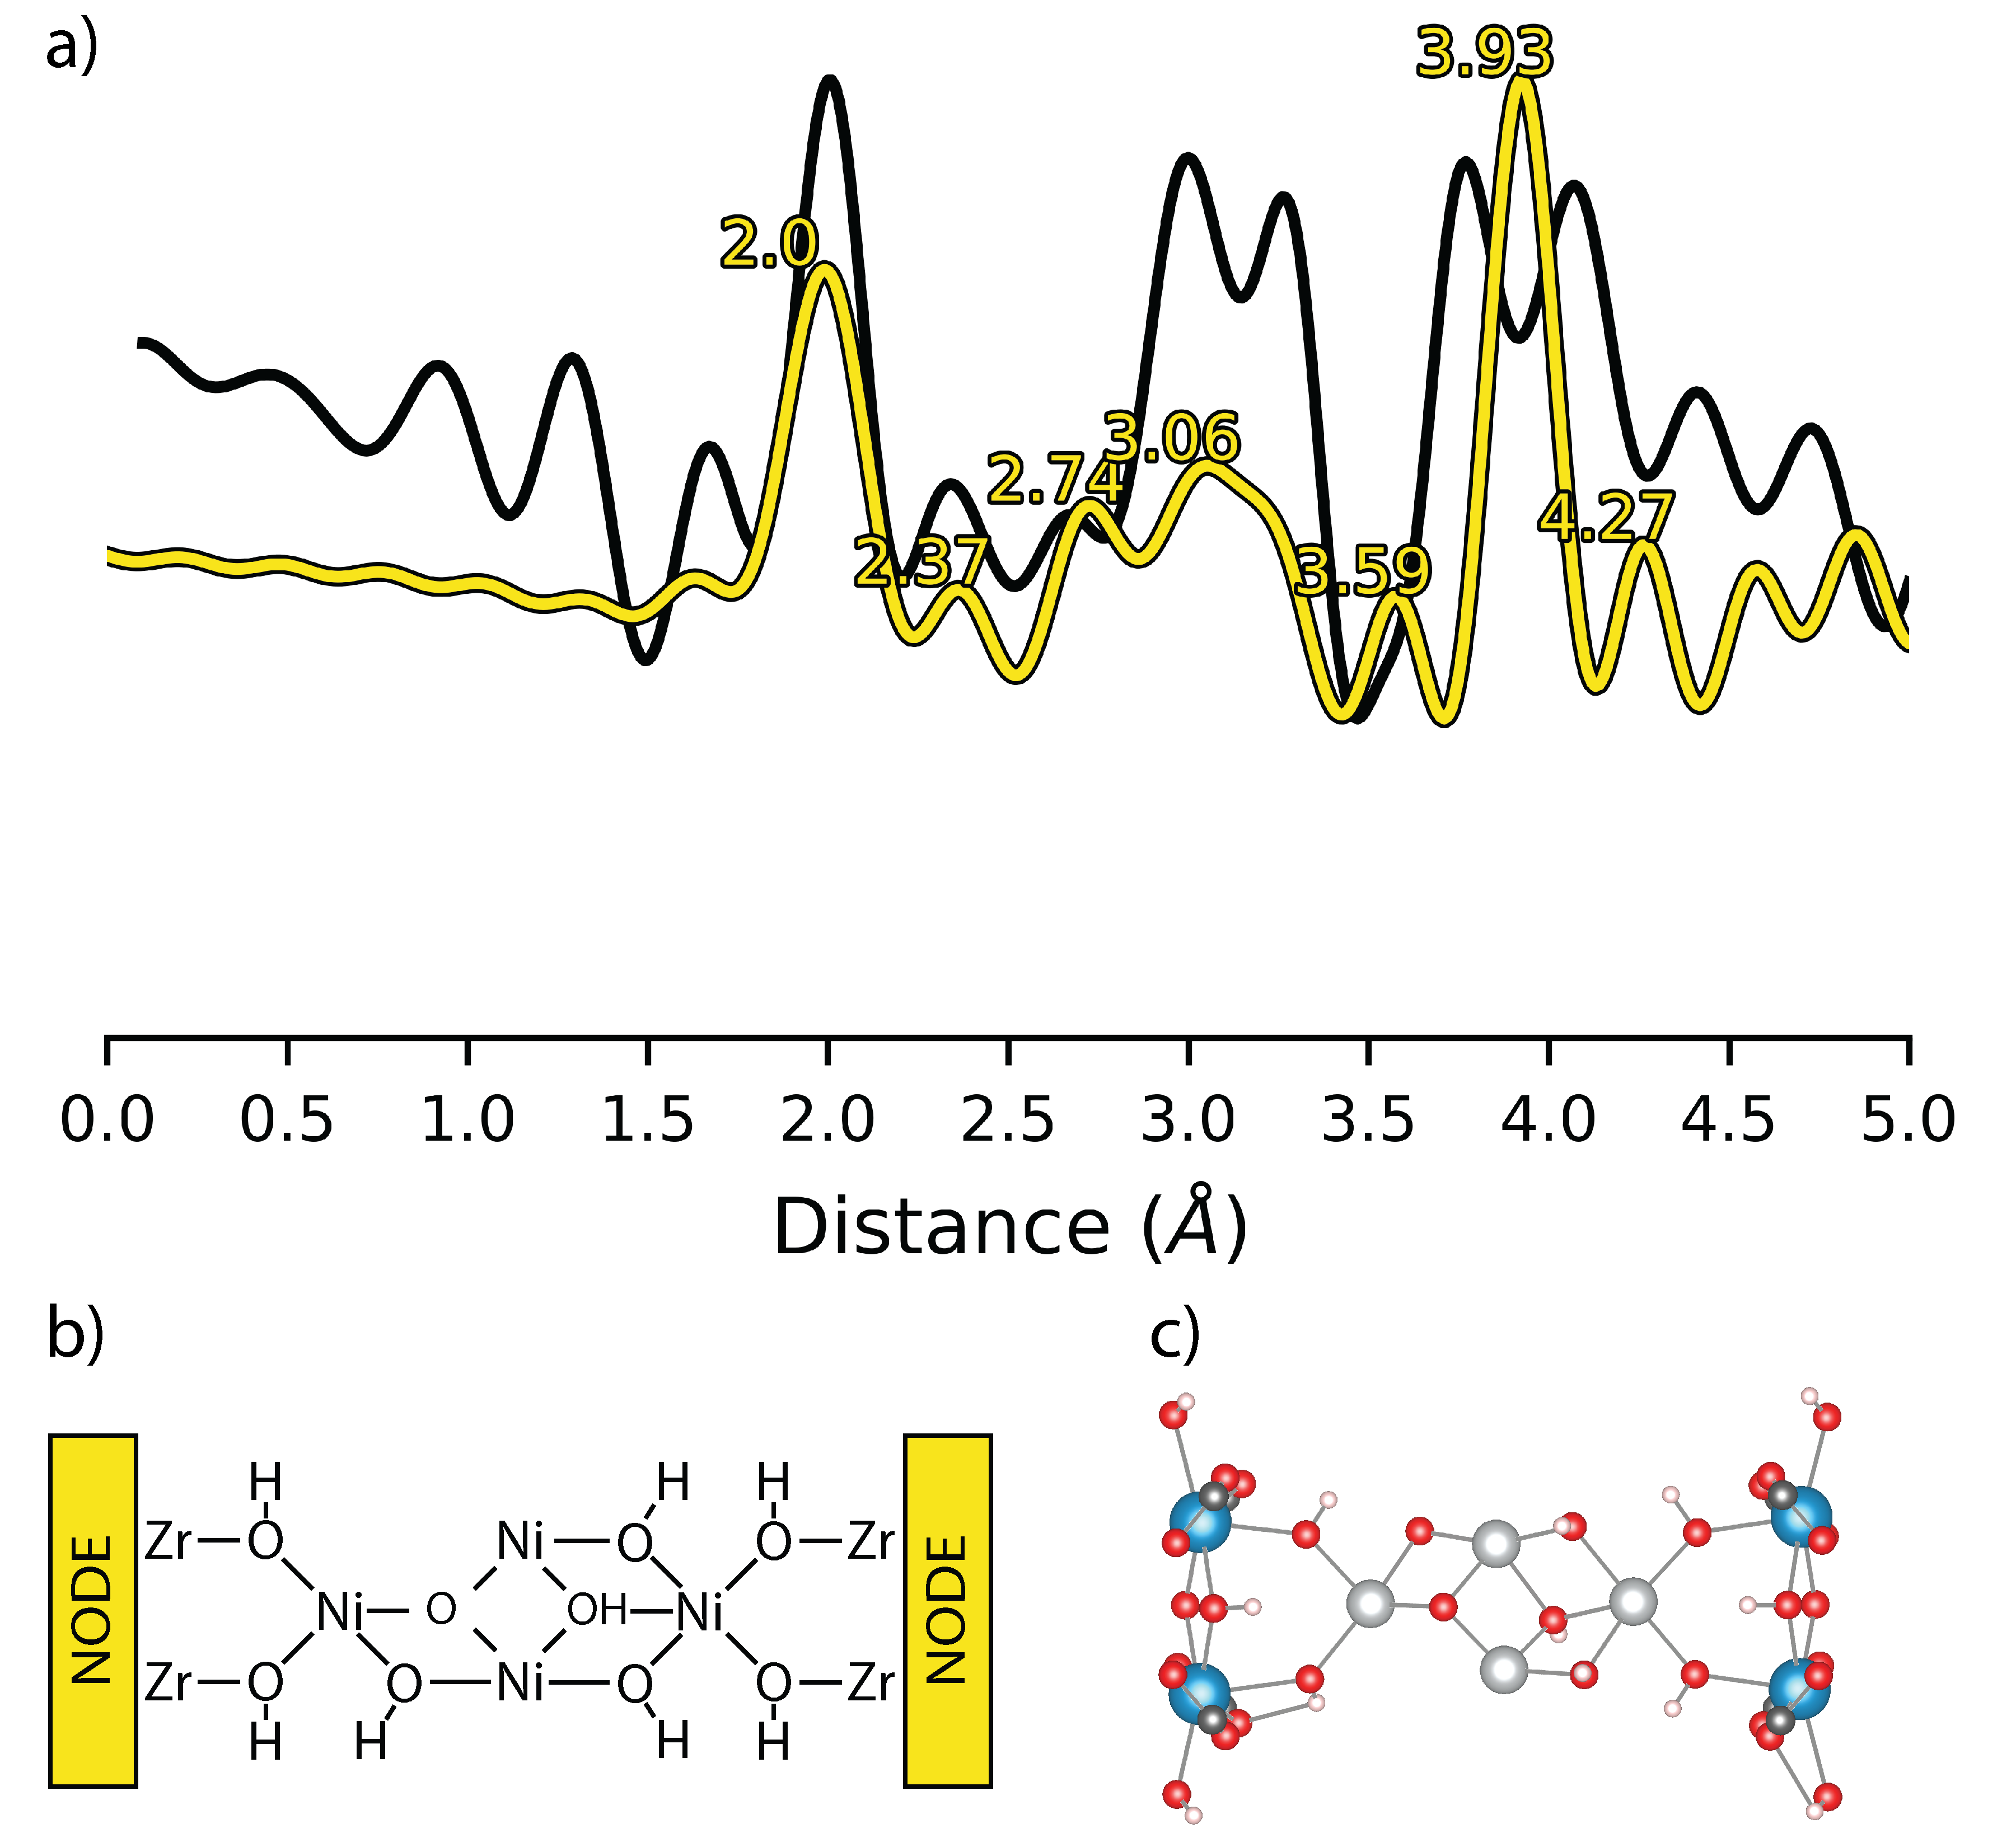 a)
3.93
2.0
3.06
2.74
4.27
2.37
3.59
0.0 0.5 1.0 1.5 2.0 2.5 3.0 3.5 4.0 4.5 5.0
Distance (Å)
b)
c)
H H H
Zr O Ni O O Zr
NODE Ni O OH Ni NODE
Zr O O Ni O O Zr
H H H H